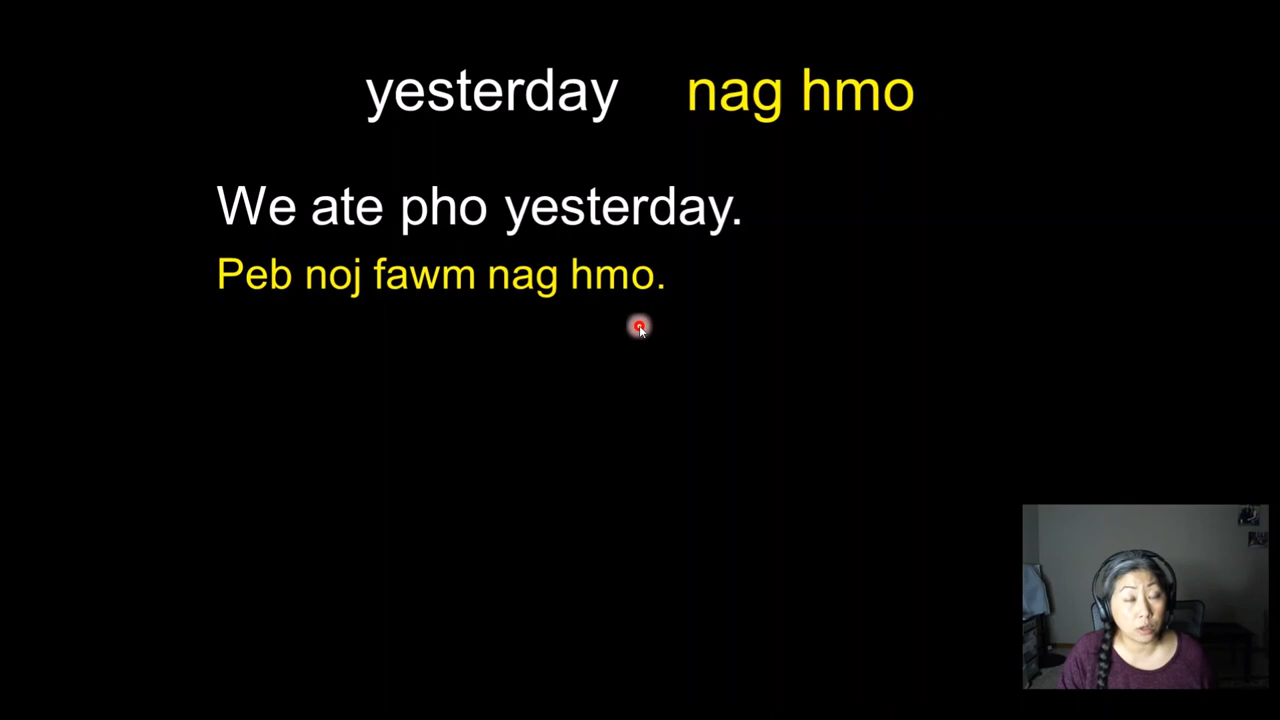 yesterday nag hmo
We ate pho yesterday.
Peb noj fawm nag hmo.